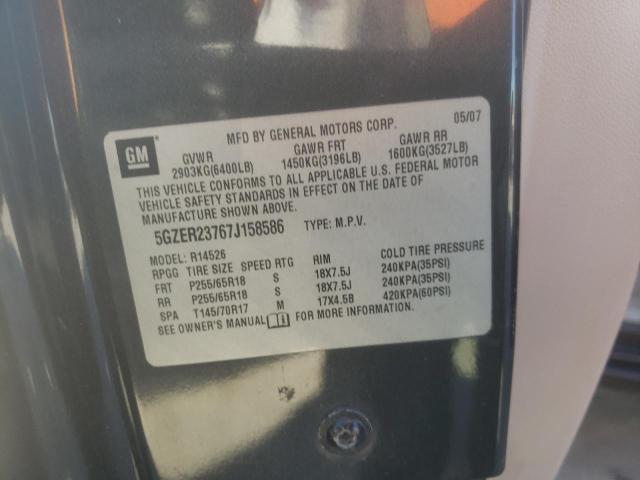 MFD BY GENERAL MOTORS CORP. 05/07
GM
GVWR GAWR FRT GAWR RR
2903KG(6400LB) 1450KG(3196LB) 1600KG(3527LB)
THIS VEHICLE CONFORMS TO ALL APPLICABLE U.S. FEDERAL MOTOR
VEHICLE SAFETY STANDARDS IN EFFECT ON THE DATE OF
MANUFACTURE SHOWN ABOVE.
5GZER23767J158586 TYPE: M.P.V.
MODEL: R14526
RPGG TIRE SIZE SPEED RTG RIM COLD TIRE PRESSURE
FRT P255/65R18 S 18X7.5J 240KPA(35PSI)
RR P255/65R18 S 18X7.5J 240KPA(35PSI)
SPA T145/70R17 M 17X4.5B 420KPA(60PSI)
SEE OWNER'S MANUAL FOR MORE INFORMATION.